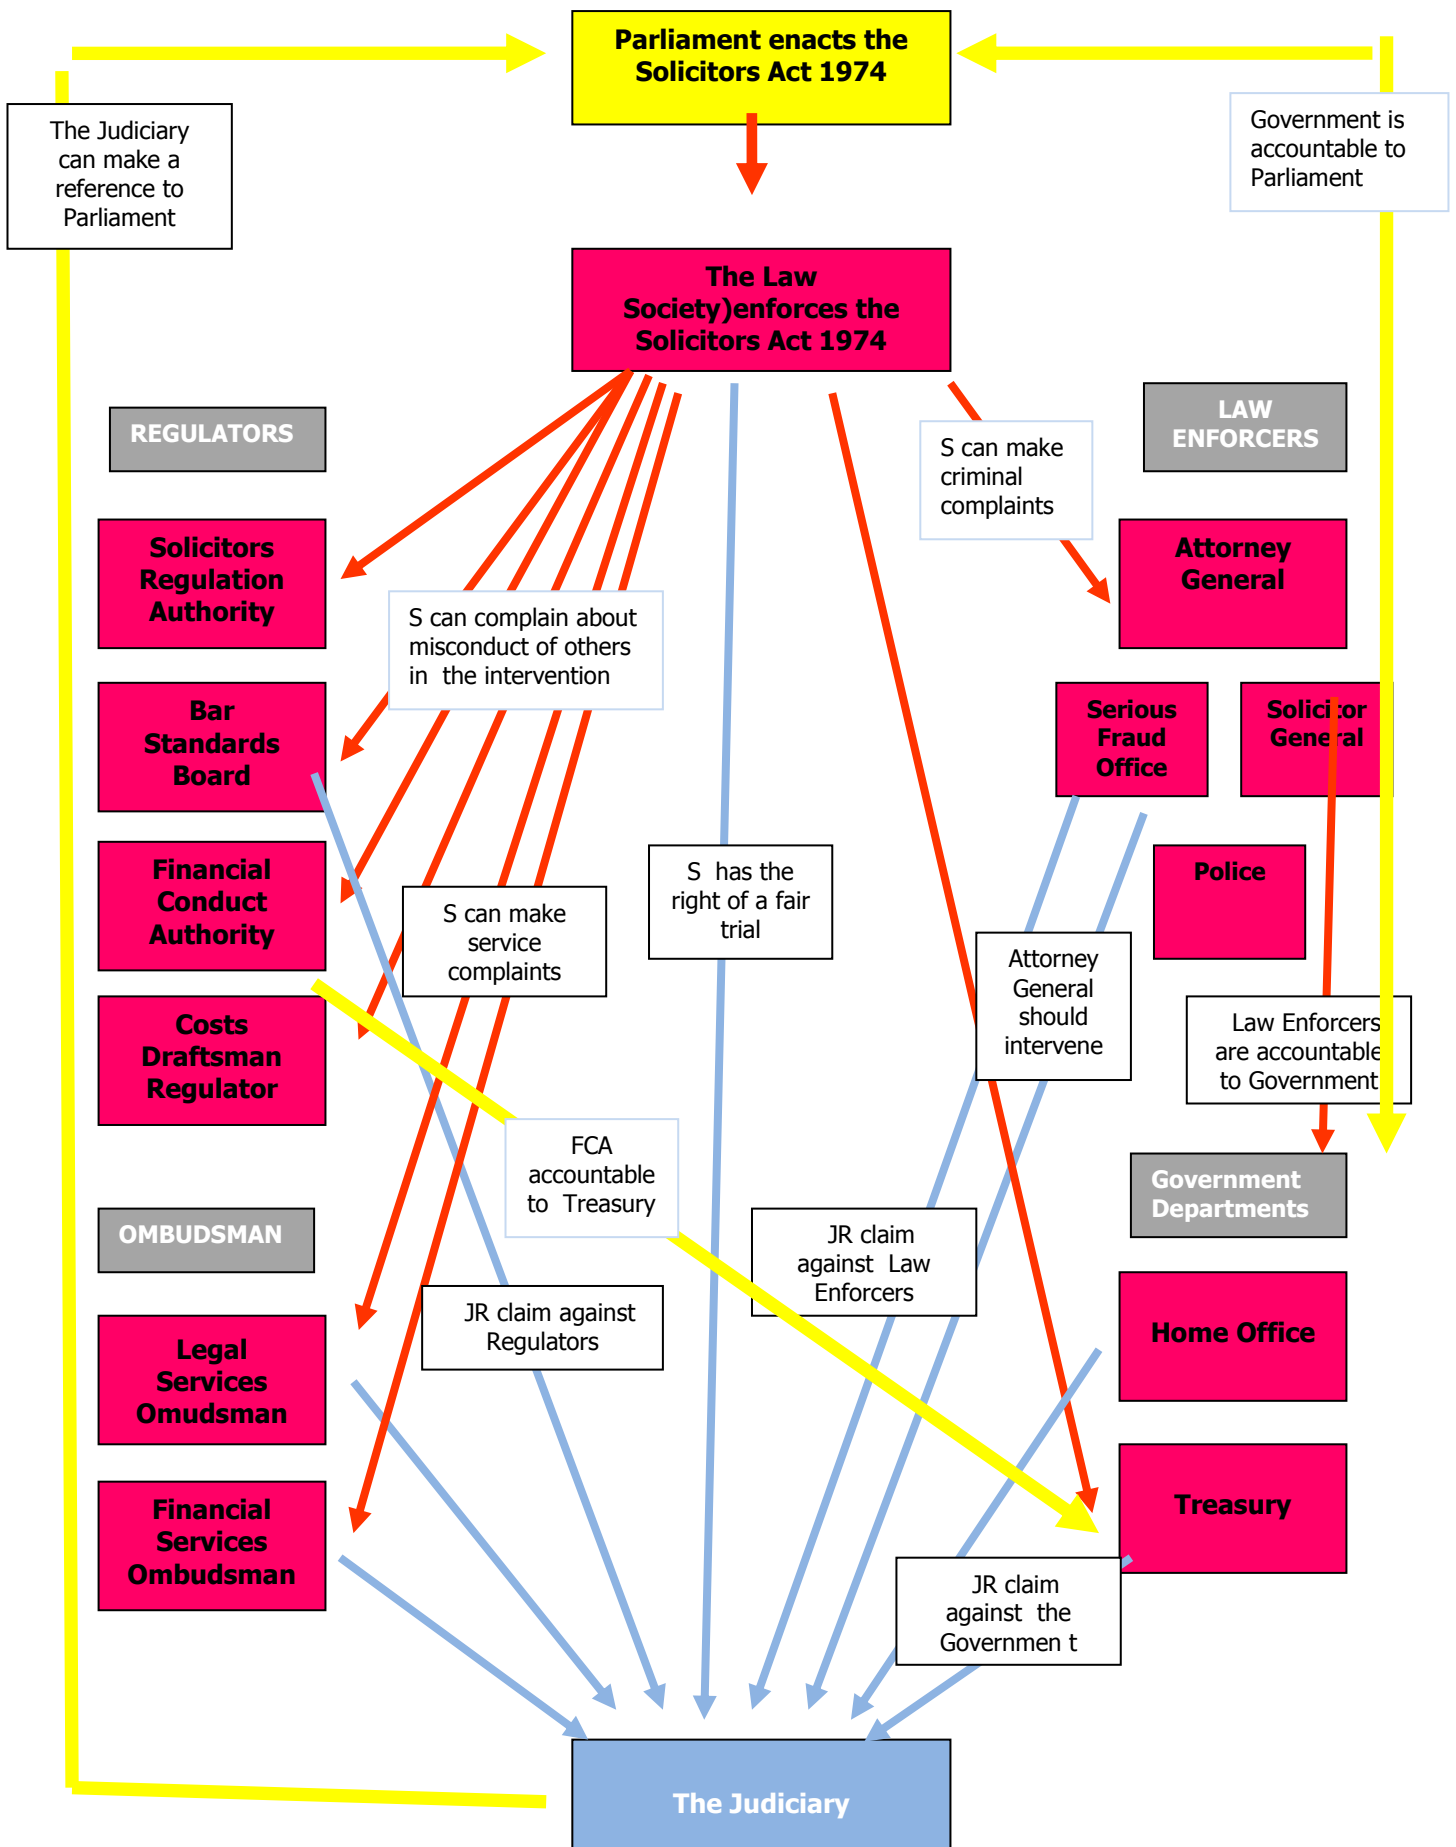 Parliament enacts the
Solicitors Act 1974
The Judiciary
can make a
reference to
Parliament
Government is
accountable to
Parliament
The Law
Society)enforces the
Solicitors Act 1974
REGULATORS
LAW
ENFORCERS
S can make
criminal
complaints
Solicitors
Regulation
Authority
Attorney
General
S can complain about
misconduct of others
in the intervention
Bar
Standards
Board
Serious
Fraud
Office
Solicitor
General
Financial
Conduct
Authority
S can make
service
complaints
S has the
right of a fair
trial
Police
Attorney
General
should
intervene
Costs
Draftsman
Regulator
Law Enforcers
are accountable
to Government
FCA
accountable
to Treasury
Government
Departments
OMBUDSMAN
JR claim
against Law
Enforcers
JR claim against
Regulators
Home Office
Legal
Services
Omudsman
Treasury
Financial
Services
Ombudsman
JR claim
against the
Governmen t
The Judiciary